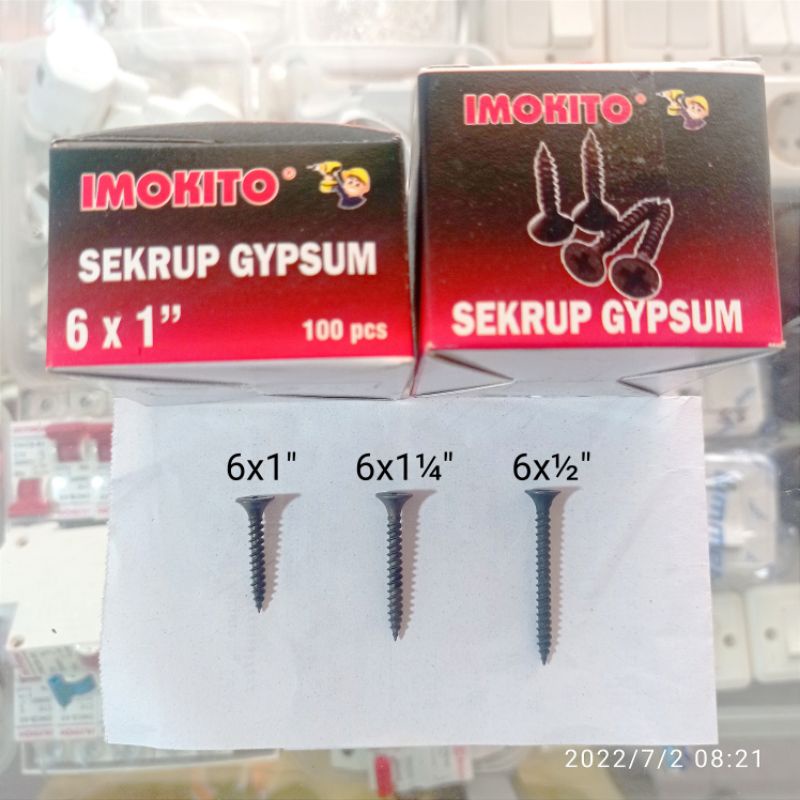 IMOKITO®
SEKRUP GYPSUM
6 x 1”
100 pcs
IMOKITO®
SEKRUP GYPSUM
6x1"
6x1¼"
6x½"
2022/7/2 08:21